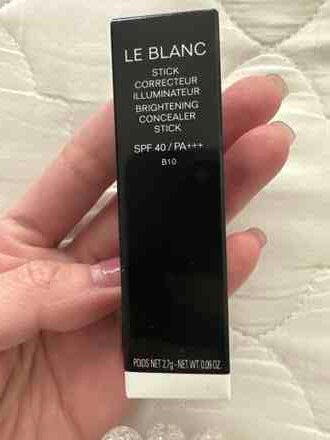 LE BLANC
STICK
CORRECTEUR
ILLUMINATEUR
BRIGHTENING
CONCEALER
STICK
SPF 40 / PA+++
B10
POIDS NET 2,7g - NET WT. 0.09 OZ.